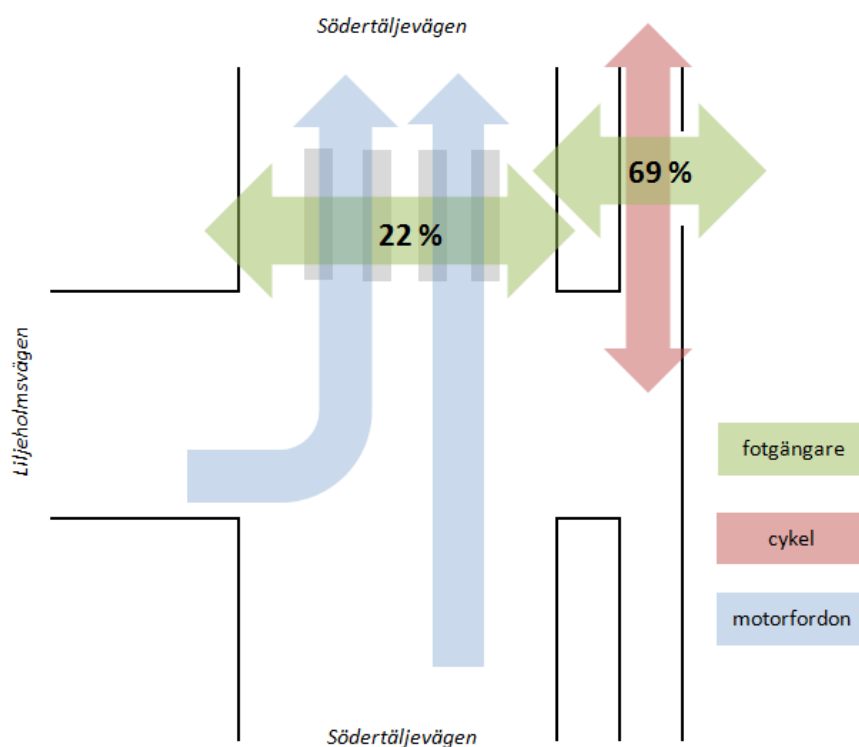 Södertäljevägen
69 %
22 %
Liljeholmsvägen
fotgängare
cykel
motorfordon
Södertäljevägen